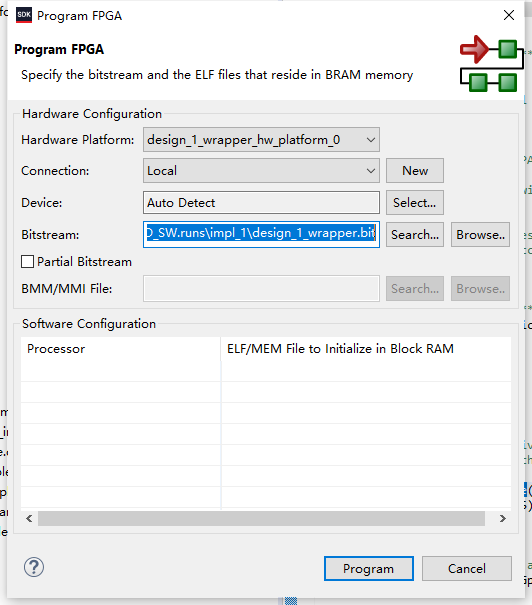 SDK Program FPGA
Program FPGA
Specify the bitstream and the ELF files that reside in BRAM memory
Hardware Configuration
Hardware Platform: design_1_wrapper_hw_platform_0
Connection: Local New
Device: Auto Detect Select...
Bitstream: D_SW.runs\impl_1\design_1_wrapper.bit Search... Browse..
Partial Bitstream
BMM/MMI File: Search... Browse..
Software Configuration
Processor ELF/MEM File to Initialize in Block RAM
? Program Cancel